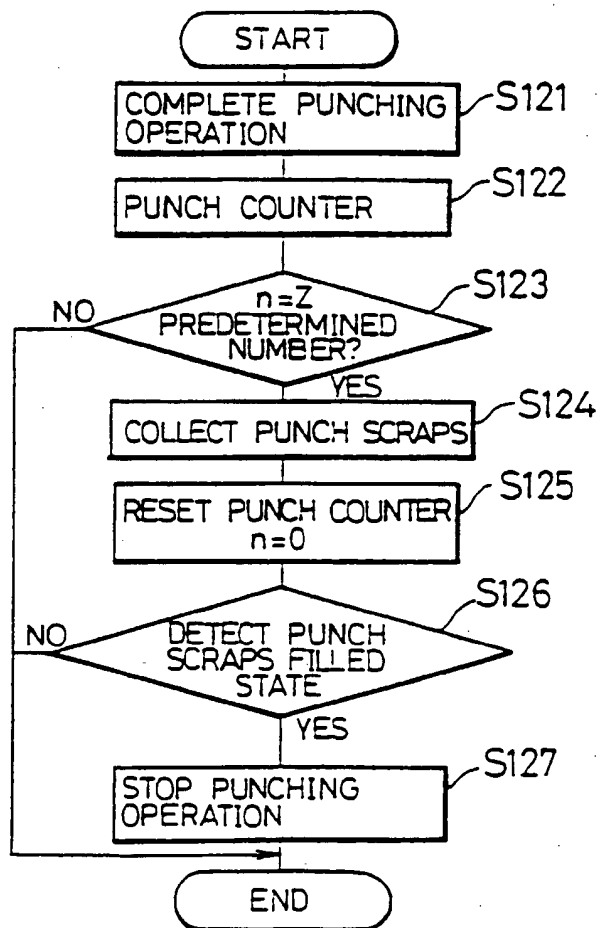 START
COMPLETE PUNCHING
OPERATION
S121
PUNCH COUNTER
S122
n=Z
PREDETERMINED
NUMBER?
S123
NO
YES
COLLECT PUNCH SCRAPS
S124
RESET PUNCH COUNTER
n=0
S125
DETECT PUNCH
SCRAPS FILLED
STATE
S126
NO
YES
STOP PUNCHING
OPERATION
S127
END